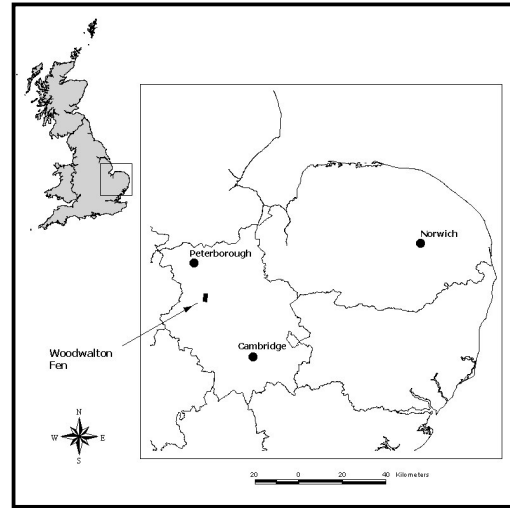 Norwich
Peterborough
Woodwalton
Fen
Cambridge
N
W E
S
20 0 20 40 Kilometers